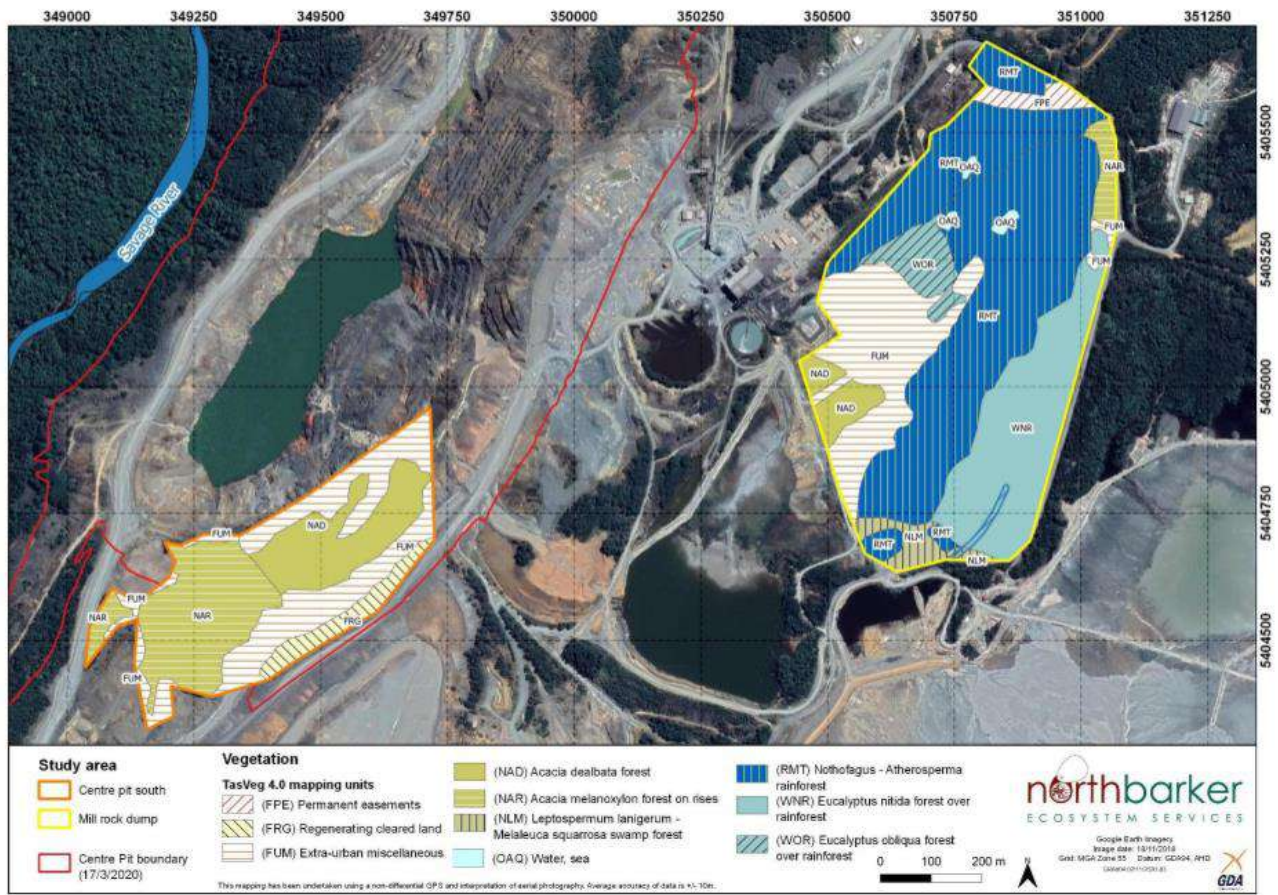 349000 349250 349500 349750 350000 350250 350500 350750 351000 351250
5405500
5405250
5405000
5404750
5404500
Savage River
RMT
FPE
NAR
RMT
OAQ
OAQ
OAQ
FUM
FUM
WOR
RMT
FUM
NAD
NAD
WNR
RMT
NLM
RMT
NLM
FUM
NAD
FUM
FUM
NAR
NAR
FRG
FUM
Study area
Centre pit south
Mill rock dump
Centre Pit boundary
(17/3/2020)
Vegetation
TasVeg 4.0 mapping units
(FPE) Permanent easements
(FRG) Regenerating cleared land
(FUM) Extra-urban miscellaneous
(NAD) Acacia dealbata forest
(NAR) Acacia melanoxylon forest on rises
(NLM) Leptospermum lanigerum -
Melaleuca squarrosa swamp forest
(OAQ) Water, sea
(RMT) Nothofagus - Atherosperma
rainforest
(WNR) Eucalyptus nitida forest over
rainforest
(WOR) Eucalyptus obliqua forest
over rainforest
0 100 200 m
N
northbarker
ECOSYSTEM SERVICES
Google Earth Imagery
Image date: 18/11/2018
Grid: MGA Zone 55 Datum: GDA94, AHD
GDA
This mapping has been undertaken using a non-differential GPS and interpretation of aerial photography. Average accuracy of data is +/- 10m.